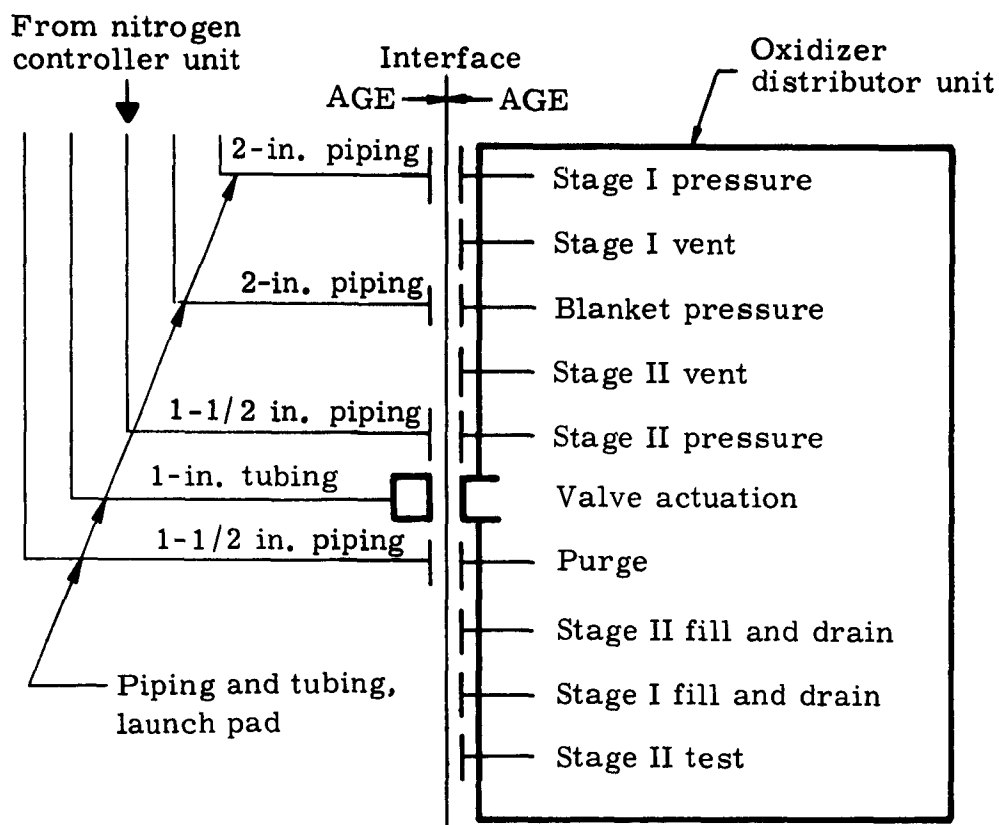 From nitrogen
controller unit
Interface
AGE
AGE
Oxidizer
distributor unit
2-in. piping
Stage I pressure
Stage I vent
2-in. piping
Blanket pressure
Stage II vent
1-1/2 in. piping
Stage II pressure
1-in. tubing
Valve actuation
1-1/2 in. piping
Purge
Stage II fill and drain
Piping and tubing,
launch pad
Stage I fill and drain
Stage II test